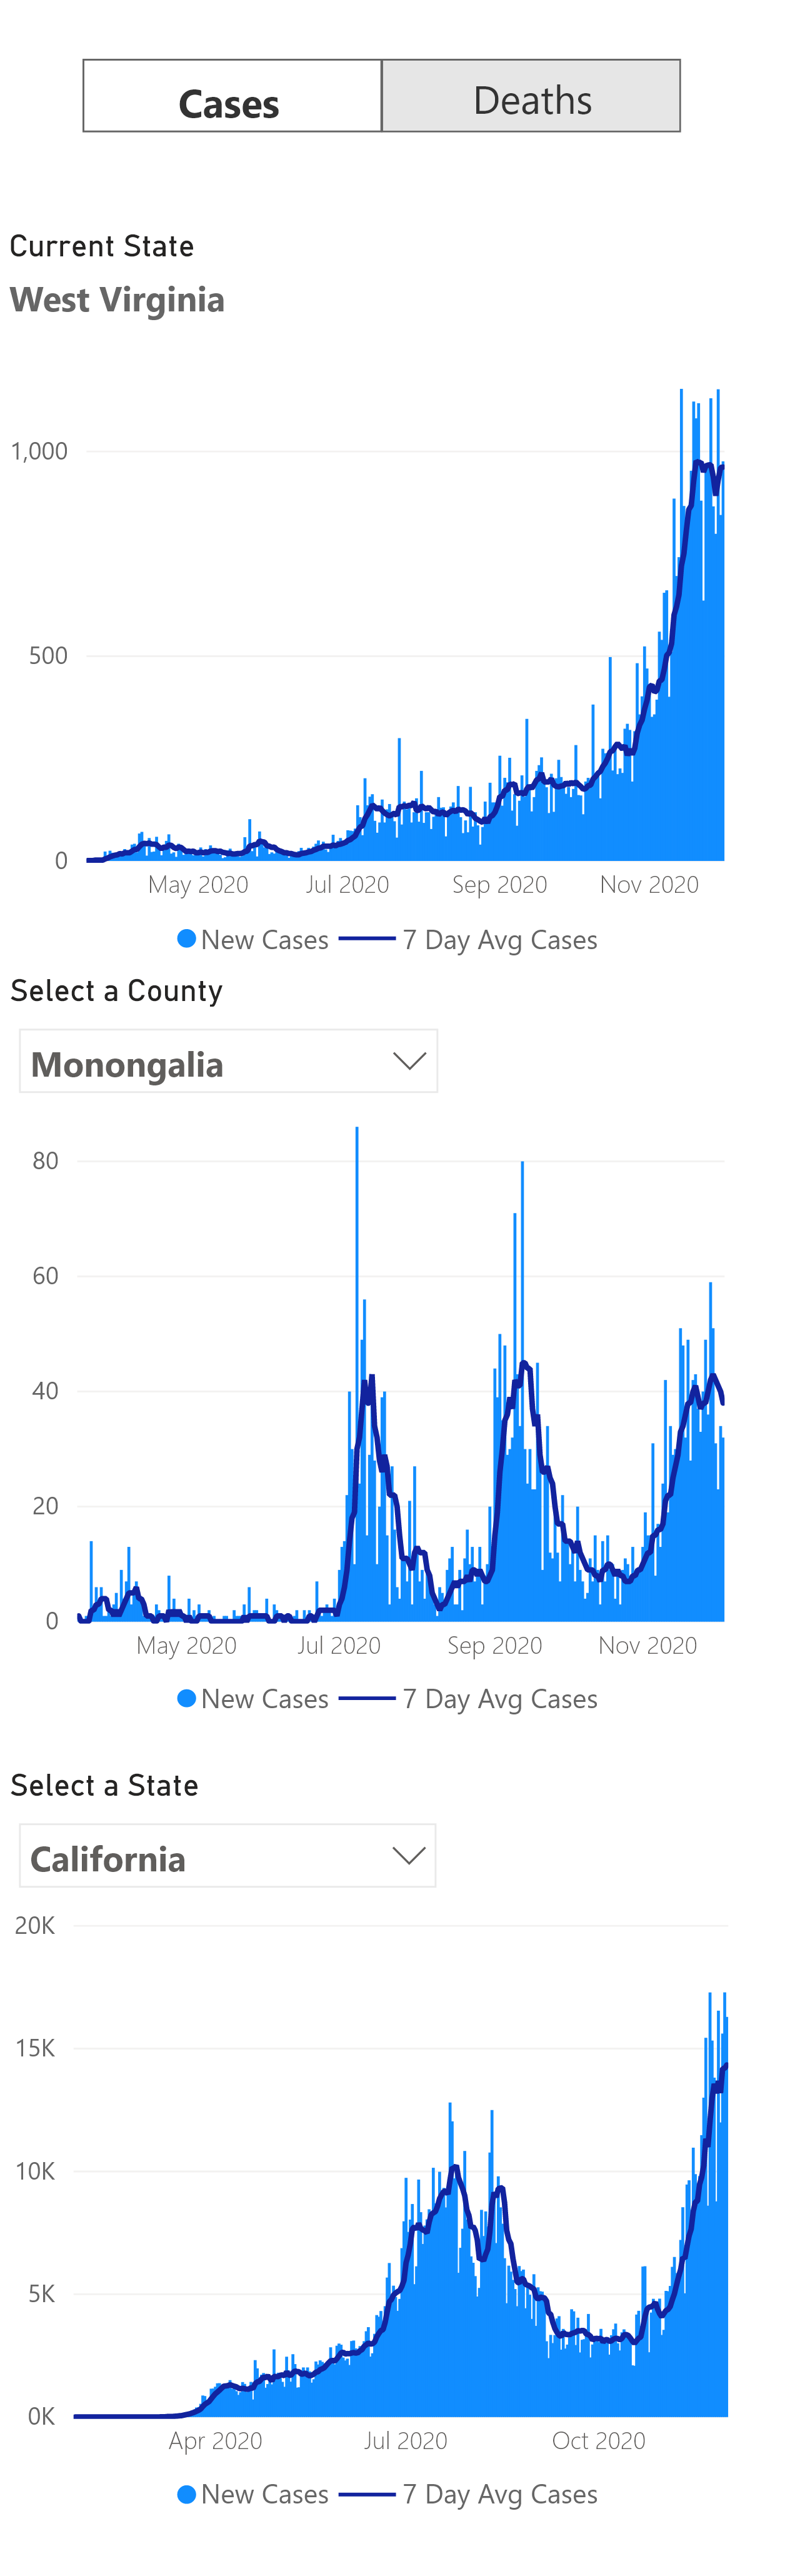 Cases Deaths
Current State
West Virginia
1,000
500
0
May 2020 Jul 2020 Sep 2020 Nov 2020
New Cases 7 Day Avg Cases
Select a County
Monongalia
80
60
40
20
0
May 2020 Jul 2020 Sep 2020 Nov 2020
New Cases 7 Day Avg Cases
Select a State
California
20K
15K
10K
5K
0K
Apr 2020 Jul 2020 Oct 2020
New Cases 7 Day Avg Cases